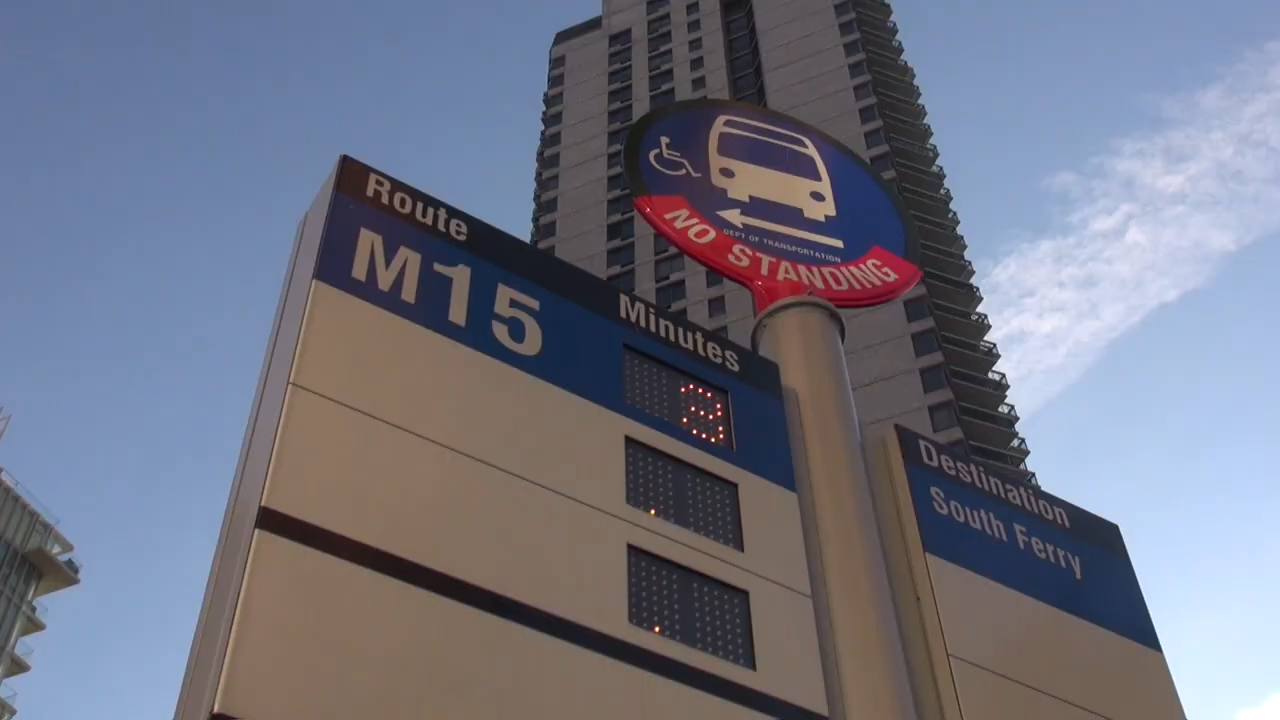 Route
M15
Minutes
DEPT OF TRANSPORTATION
NO STANDING
Destination
South Ferry